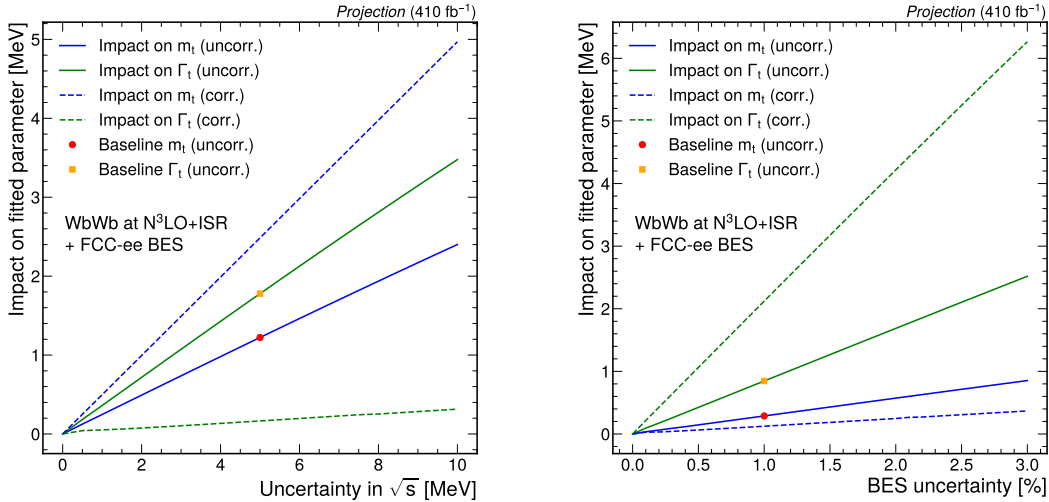 Projection (410 fb⁻¹)
Impact on fitted parameter [MeV]
5
4
3
2
1
0
Impact on mₜ (uncorr.)
Impact on Γₜ (uncorr.)
Impact on mₜ (corr.)
Impact on Γₜ (corr.)
Baseline mₜ (uncorr.)
Baseline Γₜ (uncorr.)
WbWb at N³LO+ISR
+ FCC-ee BES
0 2 4 6 8 10
Uncertainty in √s [MeV]
Projection (410 fb⁻¹)
Impact on fitted parameter [MeV]
6
5
4
3
2
1
0
Impact on mₜ (uncorr.)
Impact on Γₜ (uncorr.)
Impact on mₜ (corr.)
Impact on Γₜ (corr.)
Baseline mₜ (uncorr.)
Baseline Γₜ (uncorr.)
WbWb at N³LO+ISR
+ FCC-ee BES
0.0 0.5 1.0 1.5 2.0 2.5 3.0
BES uncertainty [%]